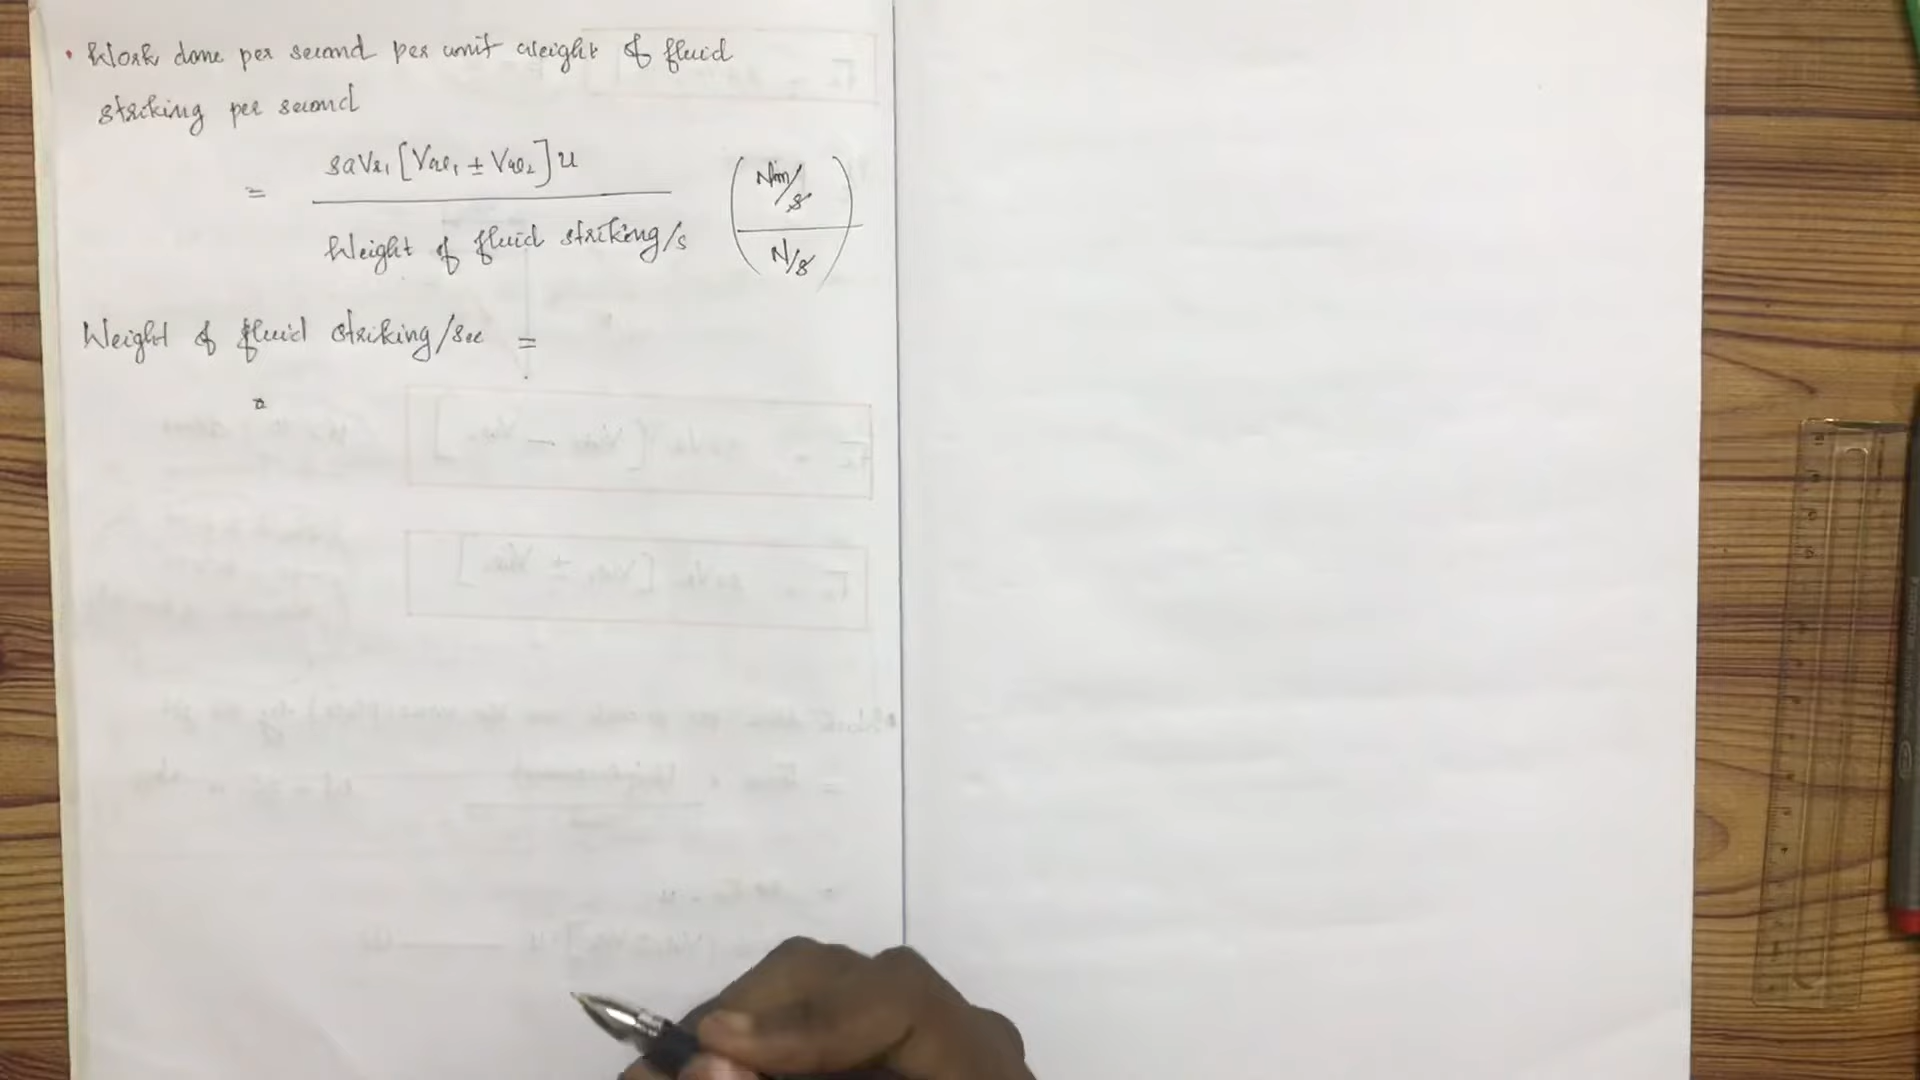 • Work done per second per unit weight of fluid
striking per second
= ρaVr₁ [Vw₁ ± Vw₂] u / Weight of fluid striking/s (Nm/s / N/s)
Weight of fluid striking/sec =